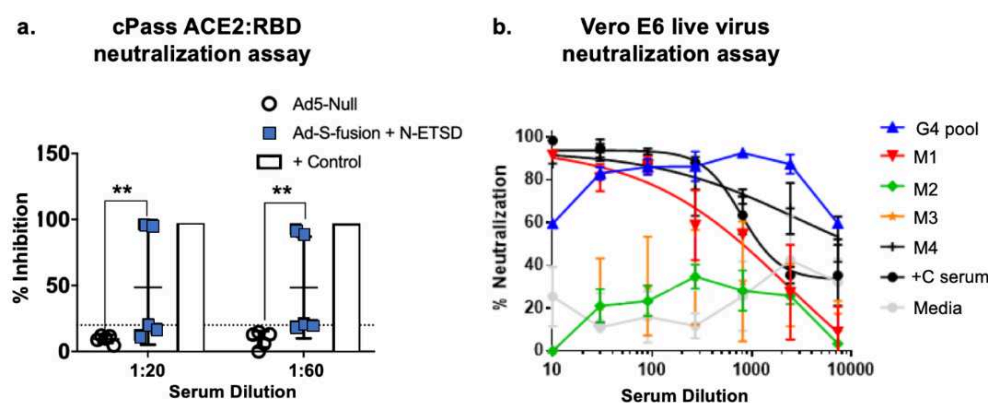 a.
cPass ACE2:RBD
neutralization assay
Ad5-Null
Ad-S-fusion + N-ETSD
+ Control
% Inhibition
150
100
50
0
**
**
1:20
1:60
Serum Dilution
b.
Vero E6 live virus
neutralization assay
% Neutralization
100
80
60
40
20
0
10
100
1000
10000
Serum Dilution
G4 pool
M1
M2
M3
M4
+C serum
Media